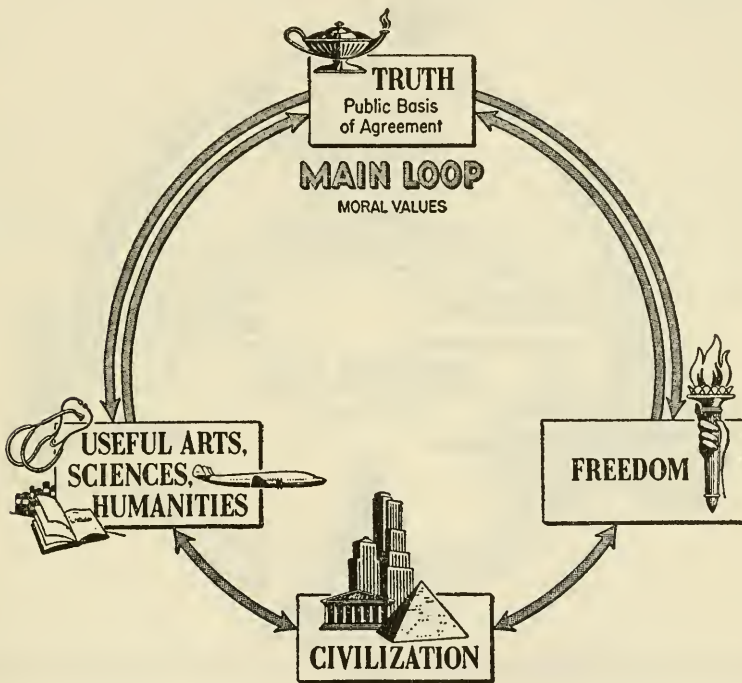 TRUTH
Public Basis
of Agreement
MAIN LOOP
MORAL VALUES
USEFUL ARTS,
SCIENCES,
HUMANITIES
FREEDOM
CIVILIZATION